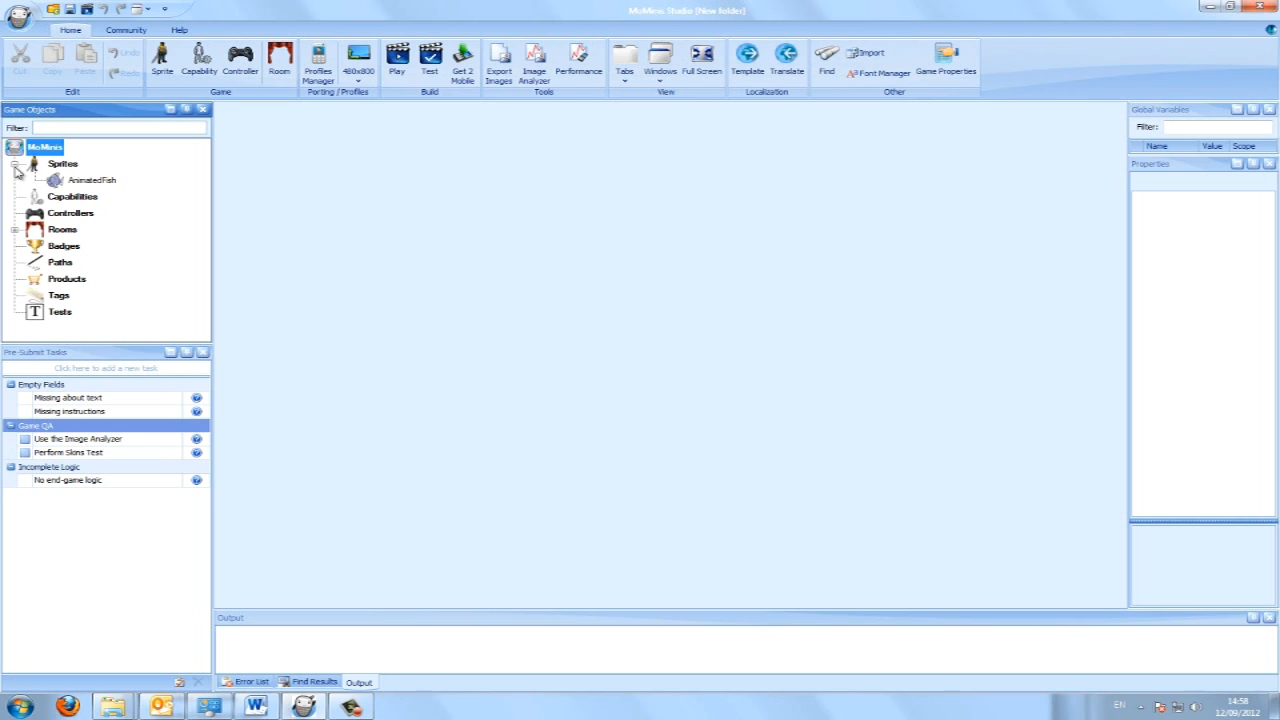 MoMinis Studio [New folder]
Home Community Help
Cut Copy Paste Undo Redo
Sprite Capability Controller Room
Profiles Manager 480x800
Play Test Get 2 Mobile
Export Images Image Analyzer Performance
Tabs Windows Full Screen
Template Translate
Find Import Font Manager Game Properties
Edit Game Porting / Profiles Build Tools View Localization Other
Game Objects
Filter:
MoMinis
Sprites
AnimatedFish
Capabilities
Controllers
Rooms
Badges
Paths
Products
Tags
T Tests
Pre-Submit Tasks
Click here to add a new task
Empty Fields
Missing about text
Missing instructions
Game QA
Use the Image Analyzer
Perform Skins Test
Incomplete Logic
No end-game logic
Global Variables
Filter:
Name Value Scope
Properties
Output
Error List Find Results Output
EN 14:58
12/09/2012